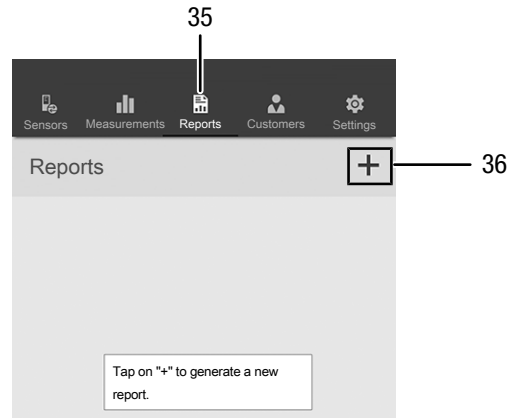 35
Sensors Measurements Reports Customers Settings
Reports
36
Tap on "+" to generate a new
report.